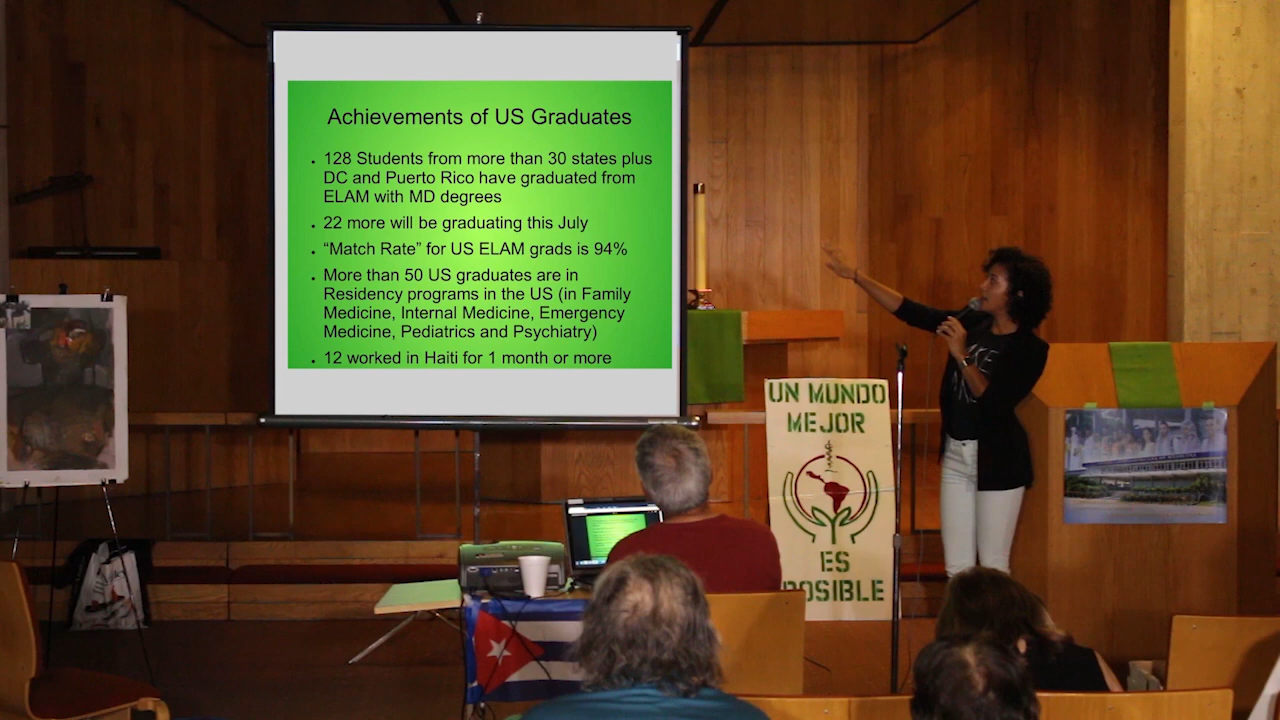 Achievements of US Graduates
128 Students from more than 30 states plus
DC and Puerto Rico have graduated from
ELAM with MD degrees
22 more will be graduating this July
“Match Rate” for US ELAM grads is 94%
More than 50 US graduates are in
Residency programs in the US (in Family
Medicine, Internal Medicine, Emergency
Medicine, Pediatrics and Psychiatry)
12 worked in Haiti for 1 month or more
UN MUNDO
MEJOR
ES
POSIBLE